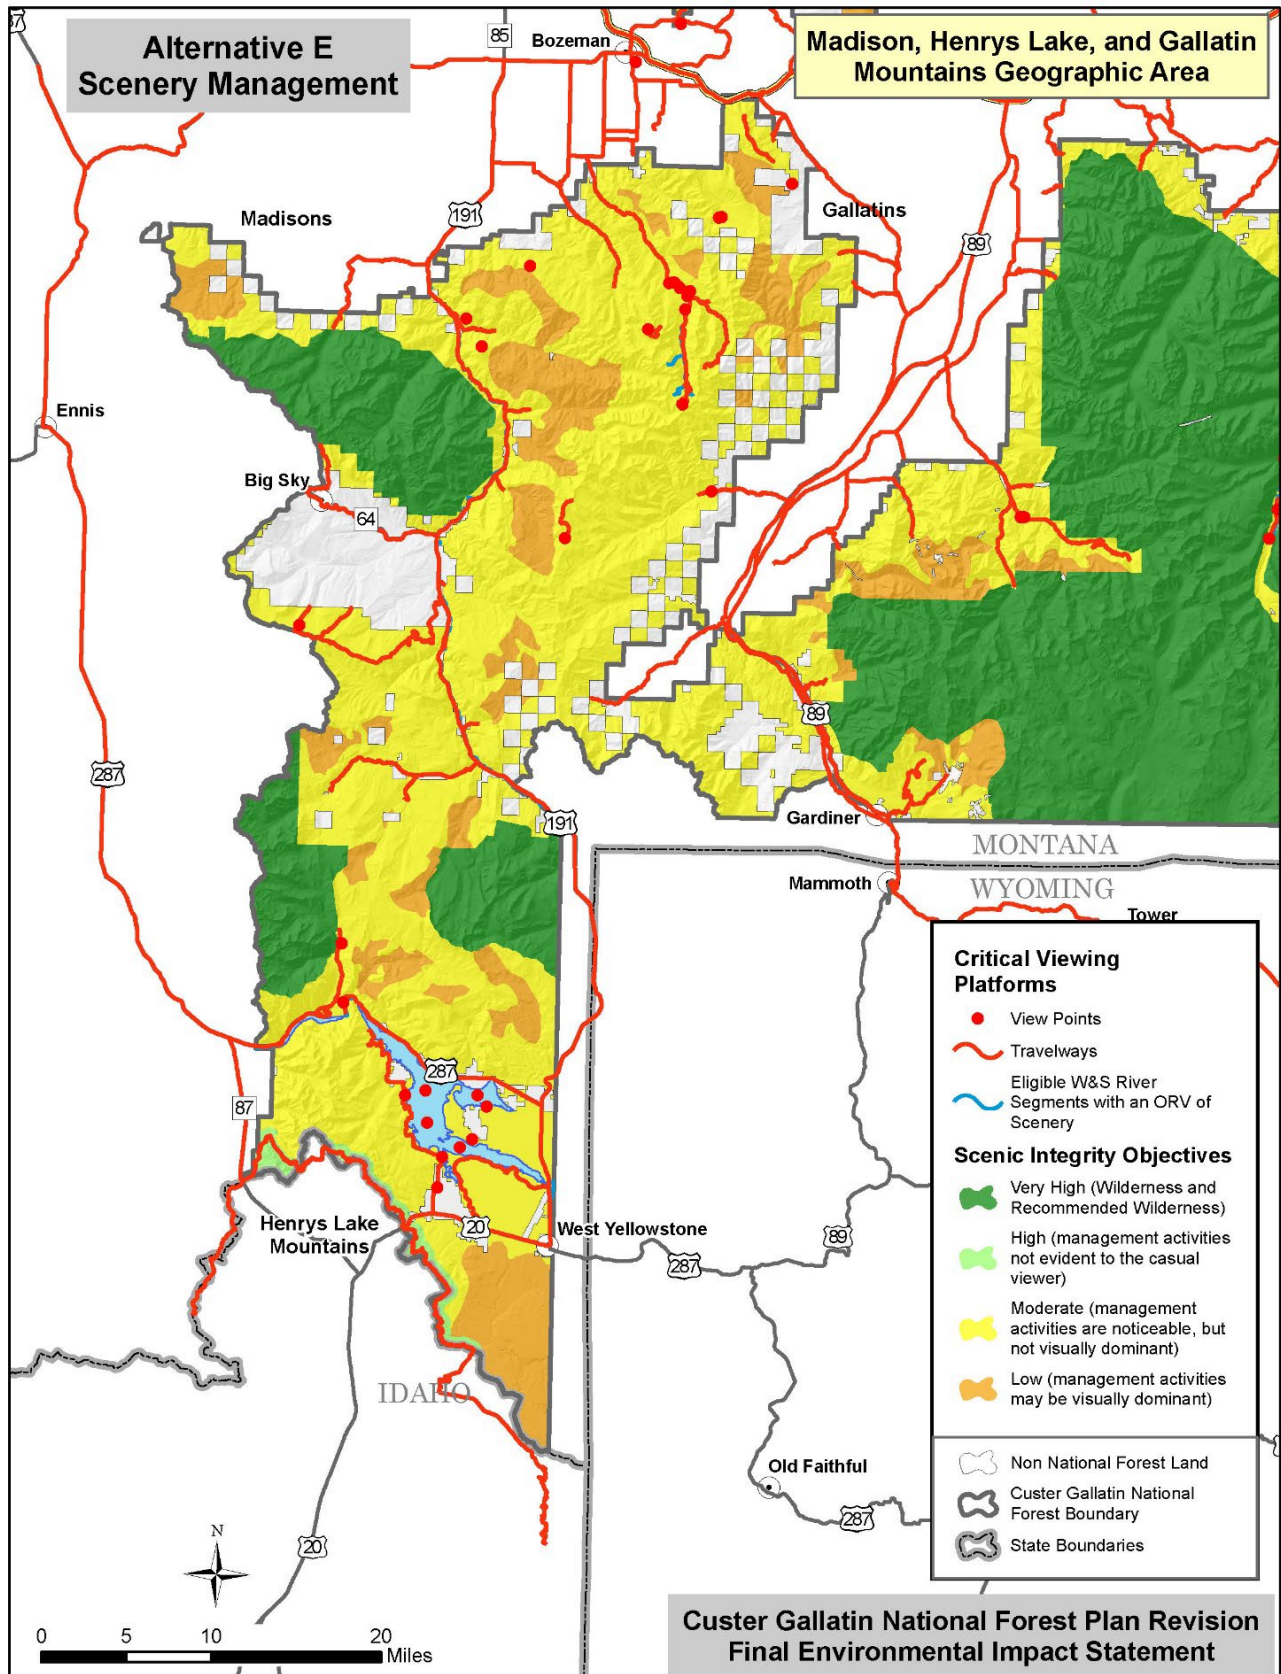 Alternative E
Scenery Management
Madison, Henrys Lake, and Gallatin
Mountains Geographic Area
85
Bozeman
Madisons
191
Gallatins
89
Ennis
Big Sky
64
287
89
191
Gardiner
MONTANA
Mammoth
WYOMING
Tower
287
87
Henrys Lake
Mountains
20
West Yellowstone
287
89
IDAHO
Old Faithful
287
20
N
0 5 10 20
Miles
Critical Viewing
Platforms
View Points
Travelways
Eligible W&S River
Segments with an ORV of
Scenery
Scenic Integrity Objectives
Very High (Wilderness and
Recommended Wilderness)
High (management activities
not evident to the casual
viewer)
Moderate (management
activities are noticeable, but
not visually dominant)
Low (management activities
may be visually dominant)
Non National Forest Land
Custer Gallatin National
Forest Boundary
State Boundaries
Custer Gallatin National Forest Plan Revision
Final Environmental Impact Statement